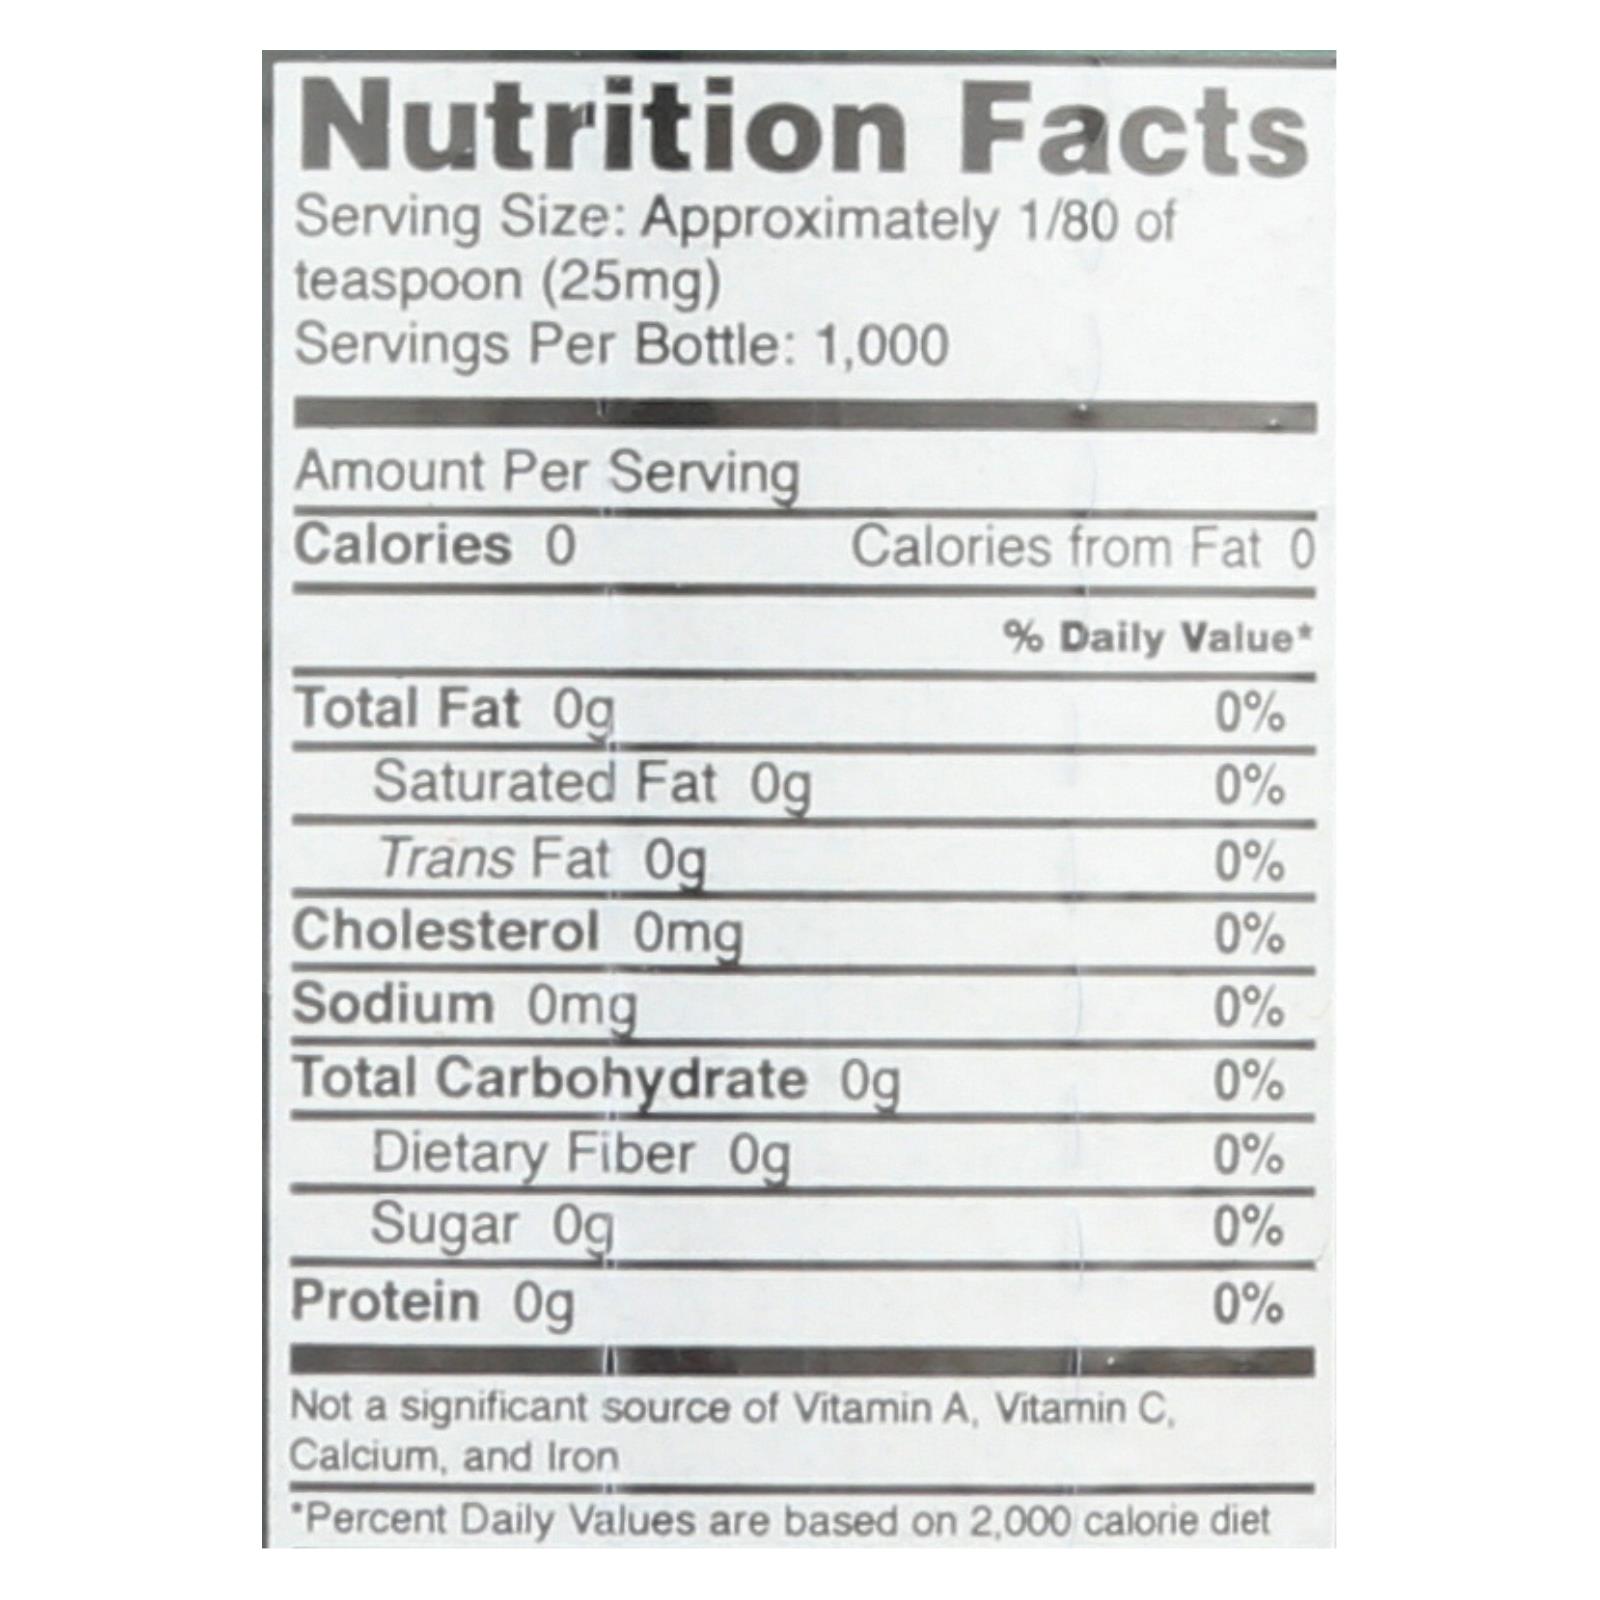 Nutrition Facts
Serving Size: Approximately 1/80 of
teaspoon (25mg)
Servings Per Bottle: 1,000
Amount Per Serving
Calories 0 Calories from Fat 0
% Daily Value*
Total Fat 0g 0%
Saturated Fat 0g 0%
Trans Fat 0g 0%
Cholesterol 0mg 0%
Sodium 0mg 0%
Total Carbohydrate 0g 0%
Dietary Fiber 0g 0%
Sugar 0g 0%
Protein 0g 0%
Not a significant source of Vitamin A, Vitamin C,
Calcium, and Iron
*Percent Daily Values are based on 2,000 calorie diet